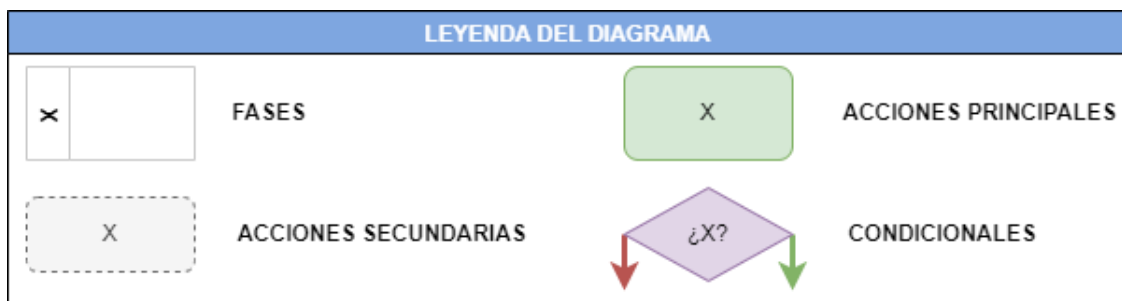 LEYENDA DEL DIAGRAMA
X
FASES
X
ACCIONES PRINCIPALES
X
ACCIONES SECUNDARIAS
¿X?
CONDICIONALES